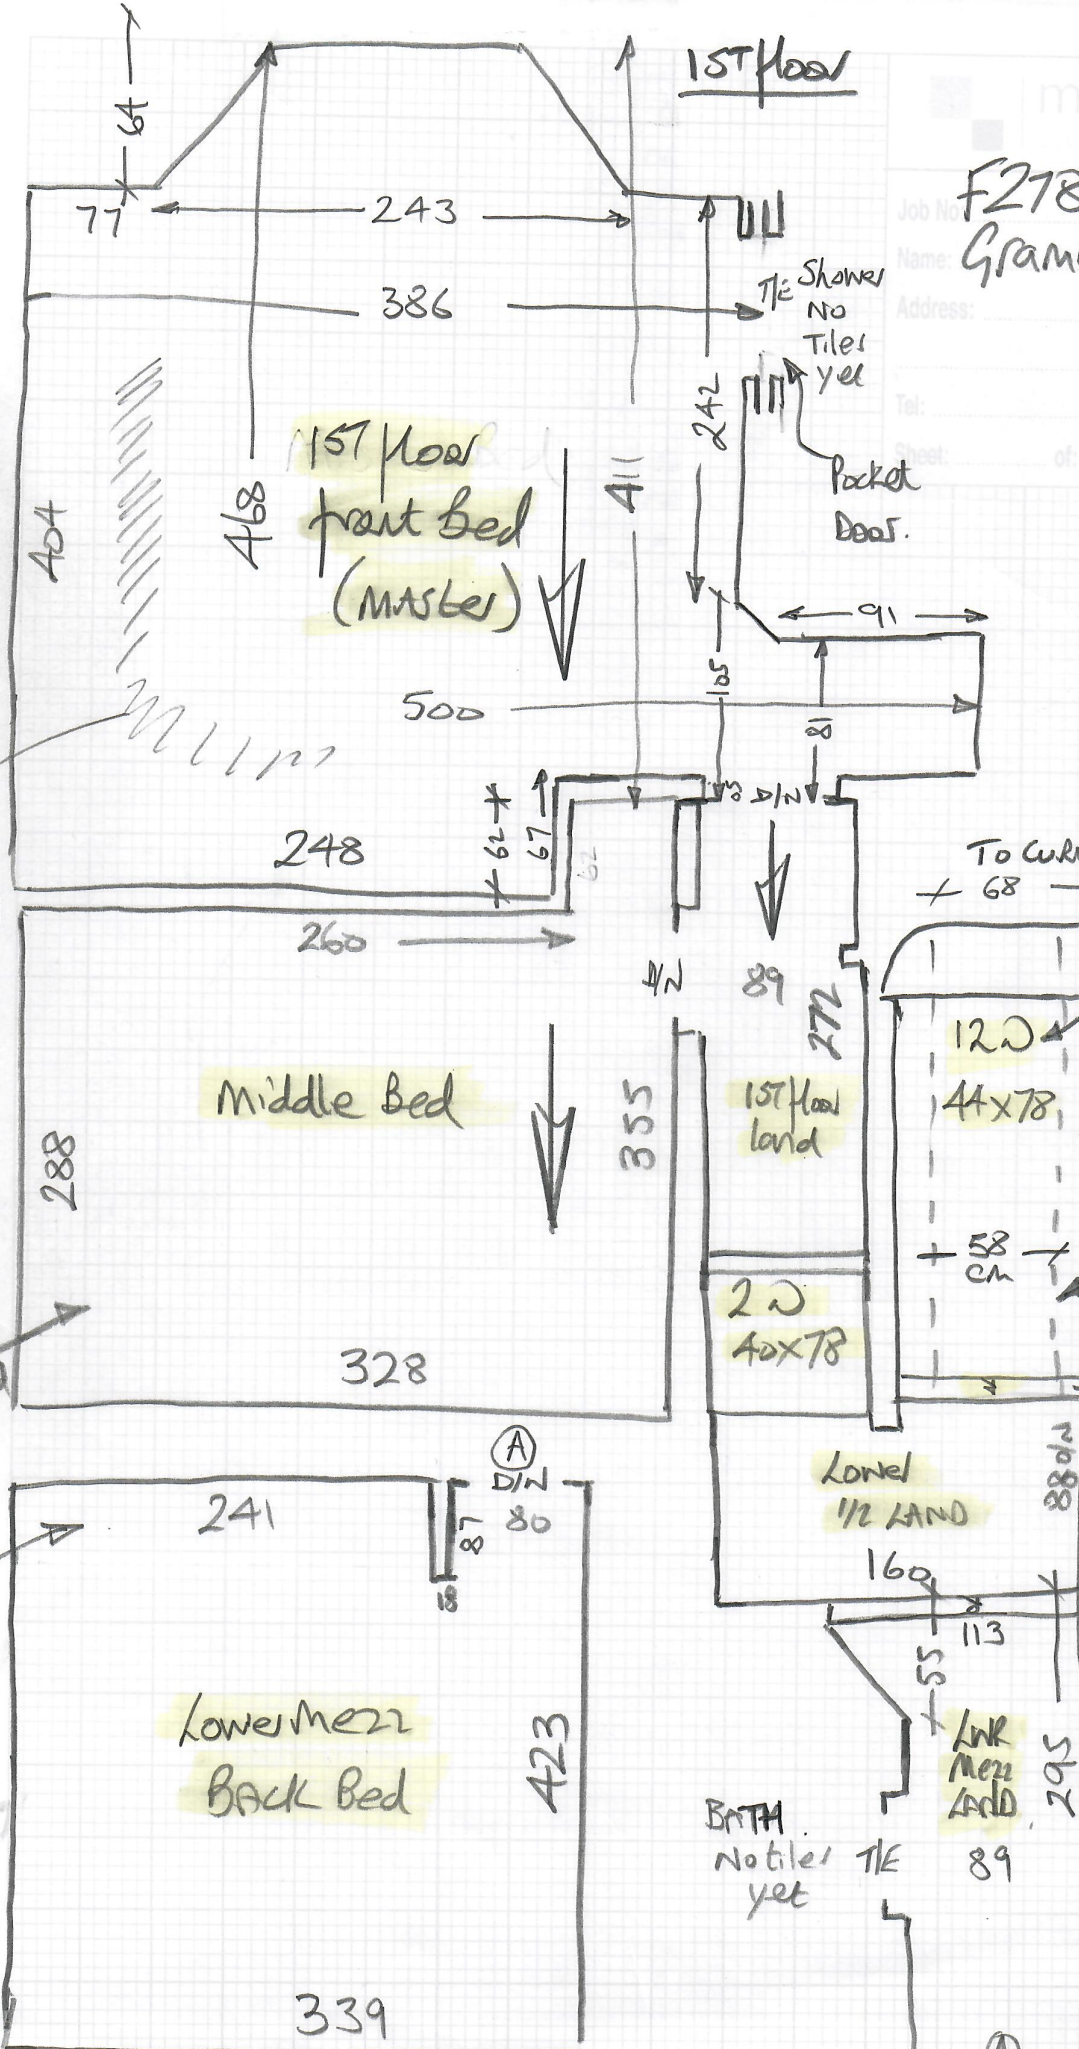 1ST floor
64
77
243
386
T/E
Shower
No
Tiles
yet
F278
Job No
Name:
Address:
Tel:
Sheet:
of:
242
1ST floor
front Bed
(MASTER)
404
468
411
Pocket
Door.
91
500
105
81
248
62
67
62
D/N
TO CUR
68
260
D/N
89
272
12
44x78
Middle Bed
1ST floor
land
288
355
58
cm
2
40x78
328
A
D/N
80
241
87
18
Lower
1/2 LAND
88
D/N
160
113
55
Lower Mezz
BACK Bed
423
LWR
Mezz
LAND.
295
BATH.
No tiles
yet
T/E
89
339